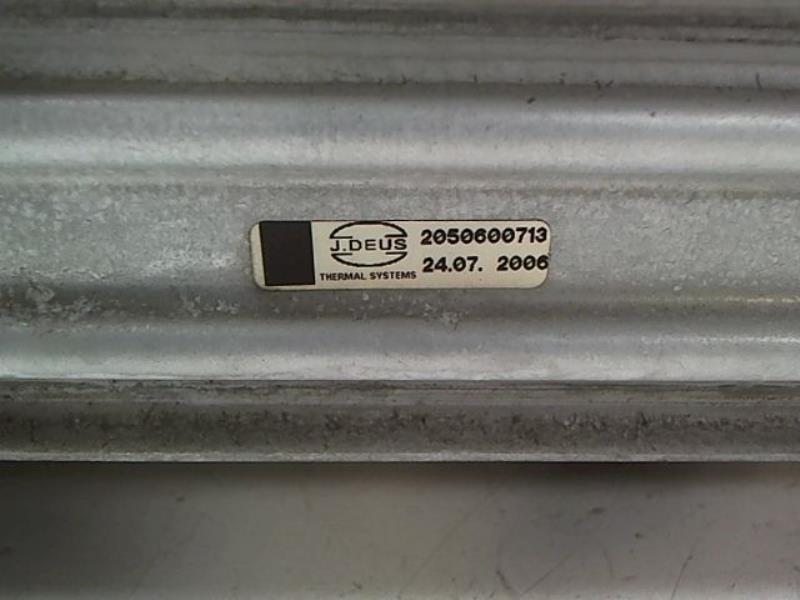 J.DEUS
THERMAL SYSTEMS
2050600713
24.07. 2006